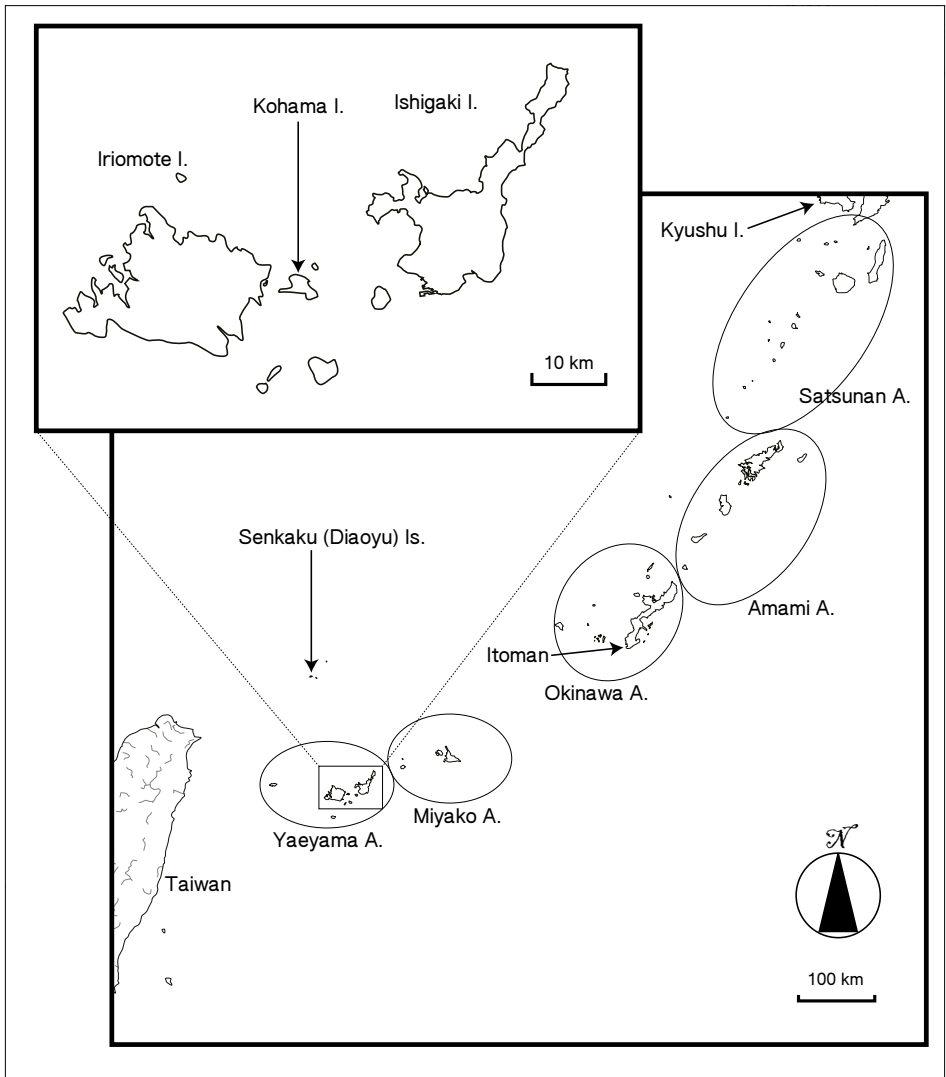 Kohama I.
Ishigaki I.
Iriomote I.
10 km
Kyushu I.
Satsunan A.
Senkaku (Diaoyu) Is.
Amami A.
Itoman
Okinawa A.
Miyako A.
Yaeyama A.
N
Taiwan
100 km